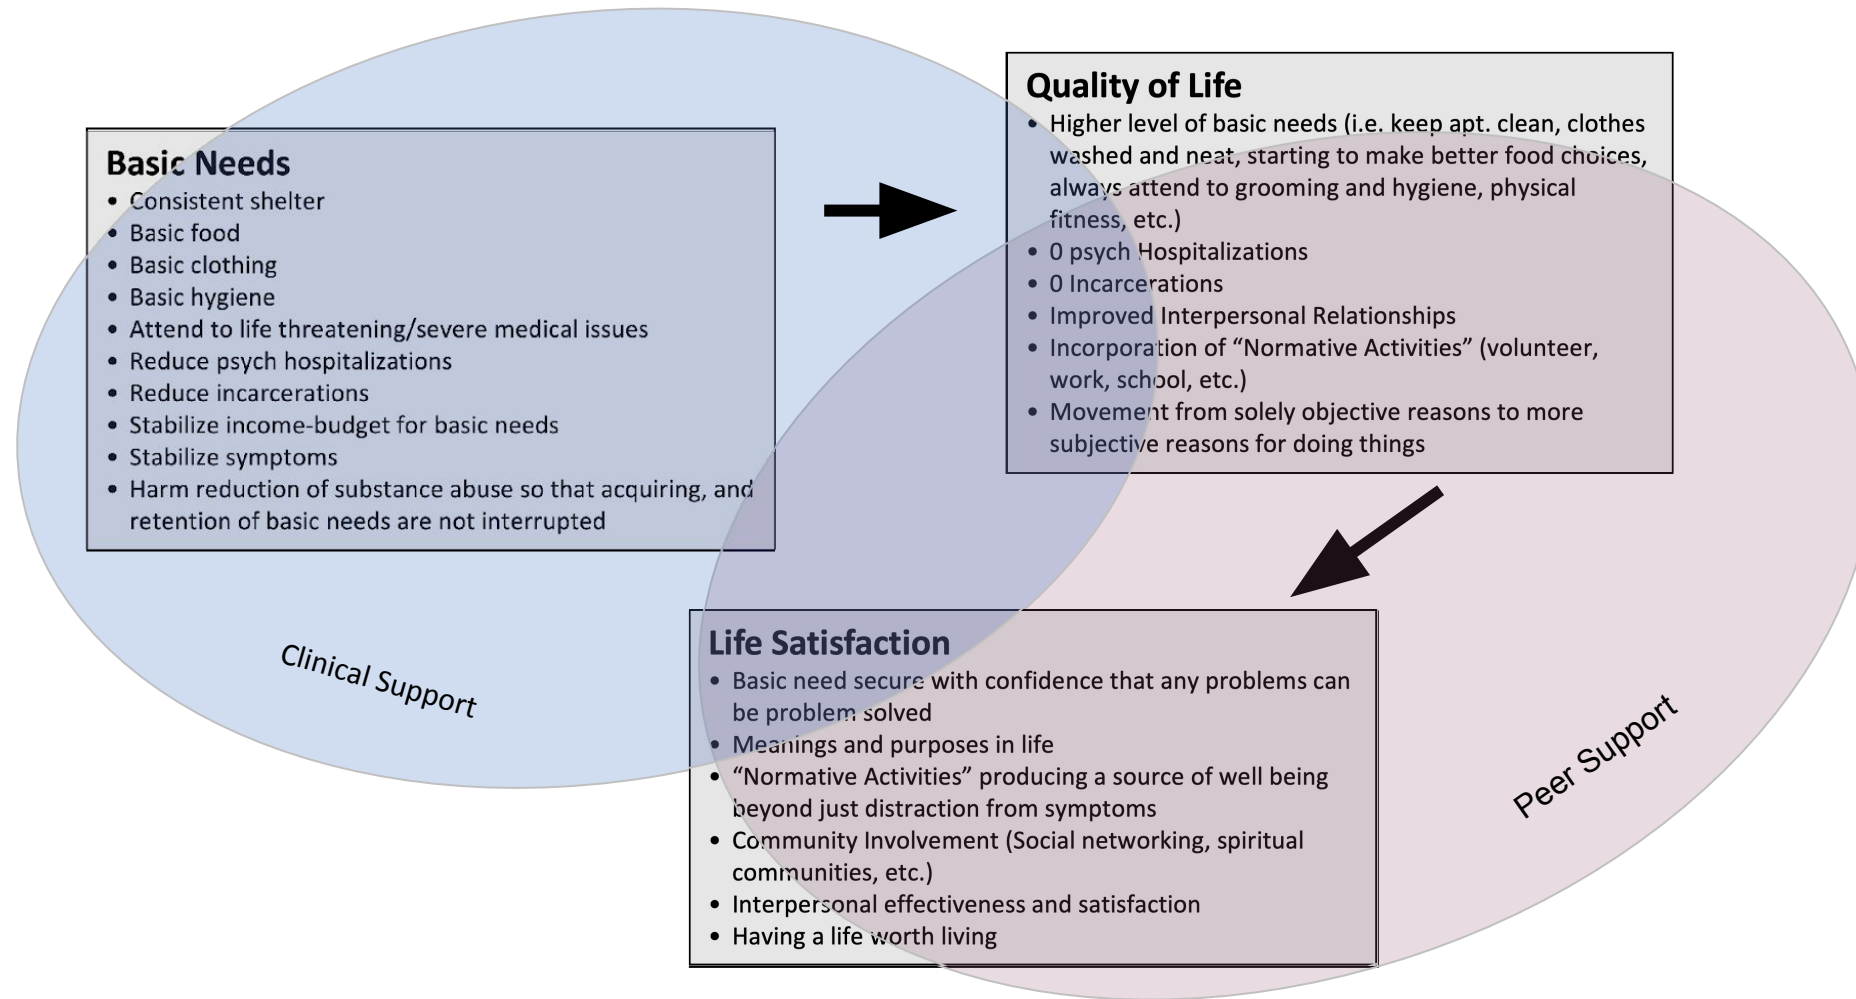 Basic Needs
• Consistent shelter
• Basic food
• Basic clothing
• Basic hygiene
• Attend to life threatening/severe medical issues
• Reduce psych hospitalizations
• Reduce incarcerations
• Stabilize income-budget for basic needs
• Stabilize symptoms
• Harm reduction of substance abuse so that acquiring, and
retention of basic needs are not interrupted
Quality of Life
• Higher level of basic needs (i.e. keep apt. clean, clothes
washed and neat, starting to make better food choices,
always attend to grooming and hygiene, physical
fitness, etc.)
• 0 psych Hospitalizations
• 0 Incarcerations
• Improved Interpersonal Relationships
• Incorporation of “Normative Activities” (volunteer,
work, school, etc.)
• Movement from solely objective reasons to more
subjective reasons for doing things
Life Satisfaction
• Basic need secure with confidence that any problems can
be problem solved
• Meanings and purposes in life
• “Normative Activities” producing a source of well being
beyond just distraction from symptoms
• Community Involvement (Social networking, spiritual
communities, etc.)
• Interpersonal effectiveness and satisfaction
• Having a life worth living
Clinical Support
Peer Support